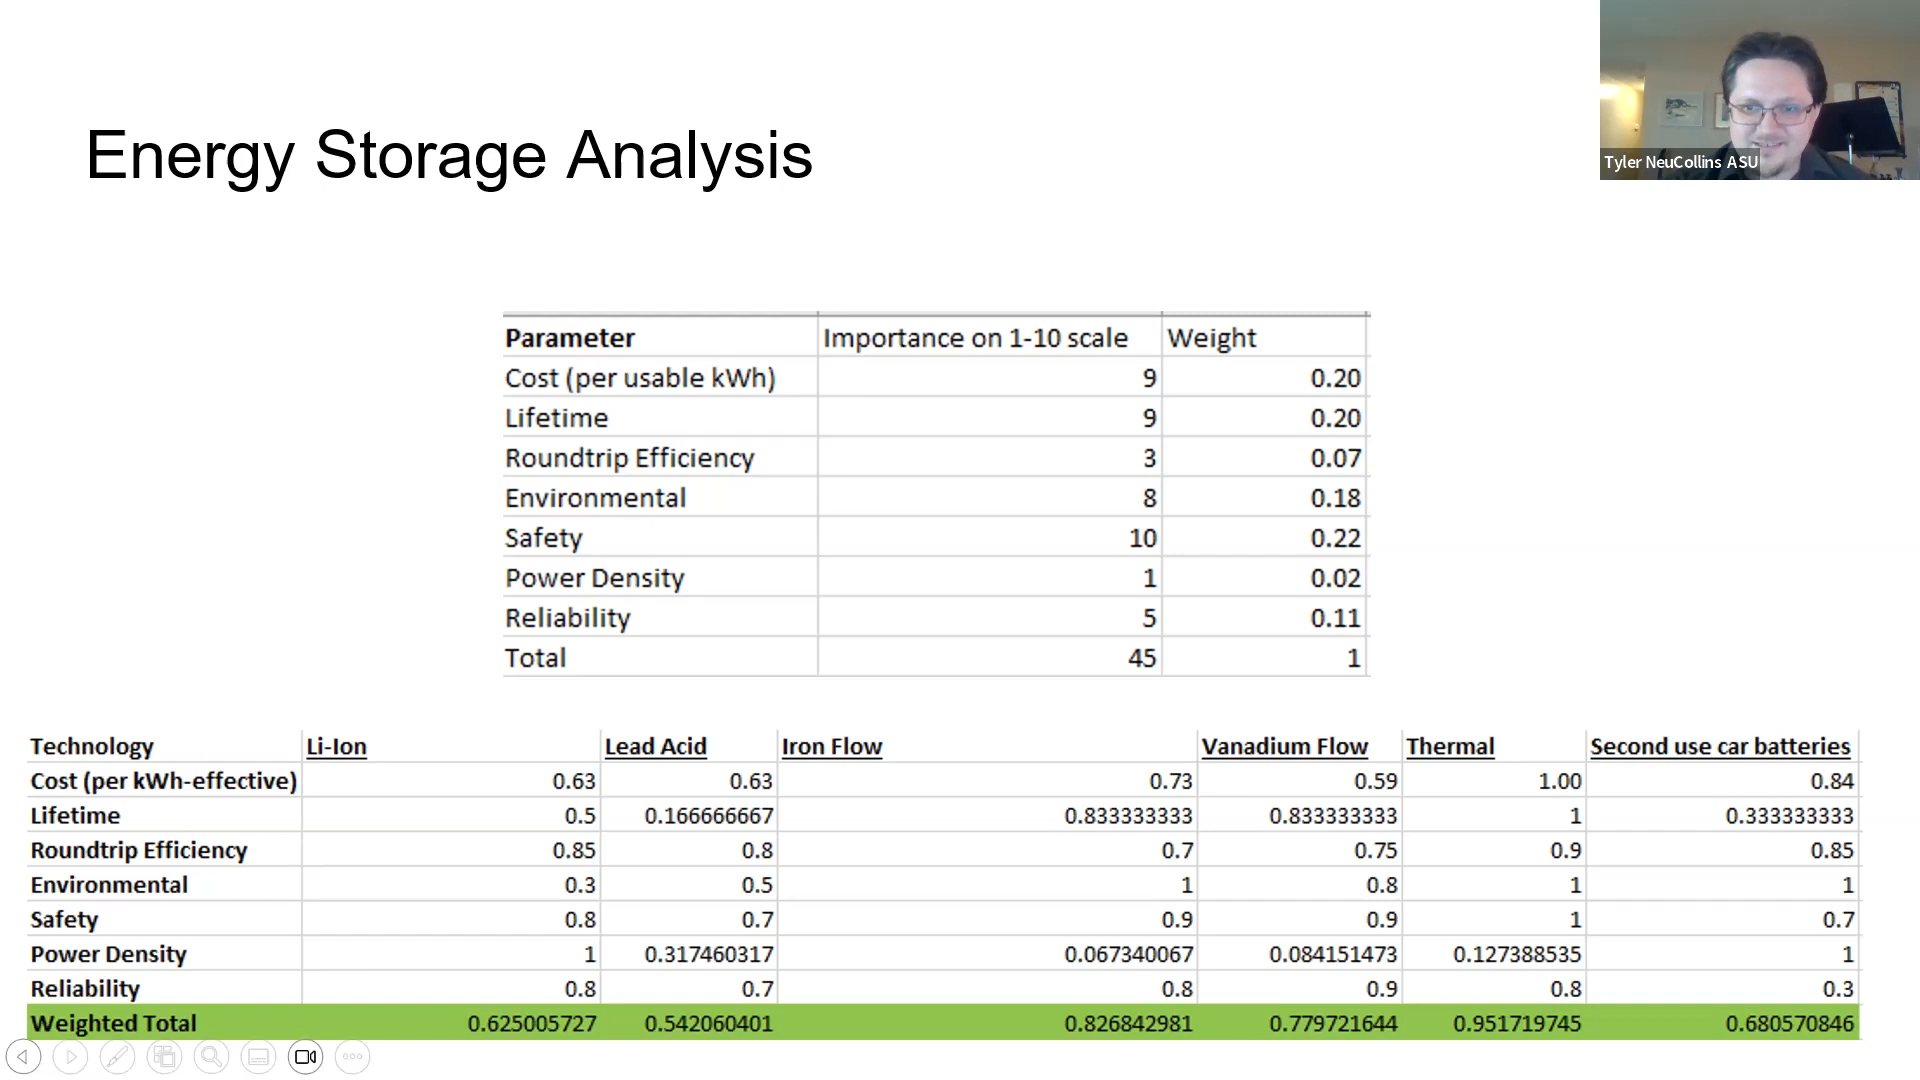 Tyler NeuCollins ASU
Energy Storage Analysis
Parameter Importance on 1-10 scale Weight
Cost (per usable kWh) 9 0.20
Lifetime 9 0.20
Roundtrip Efficiency 3 0.07
Environmental 8 0.18
Safety 10 0.22
Power Density 1 0.02
Reliability 5 0.11
Total 45 1
Technology Li-Ion Lead Acid Iron Flow Vanadium Flow Thermal Second use car batteries
Cost (per kWh-effective) 0.63 0.63 0.73 0.59 1.00 0.84
Lifetime 0.5 0.166666667 0.833333333 0.833333333 1 0.333333333
Roundtrip Efficiency 0.85 0.8 0.7 0.75 0.9 0.85
Environmental 0.3 0.5 1 0.8 1 1
Safety 0.8 0.7 0.9 0.9 1 0.7
Power Density 1 0.317460317 0.067340067 0.084151473 0.127388535 1
Reliability 0.8 0.7 0.8 0.9 0.8 0.3
Weighted Total 0.625005727 0.542060401 0.826842981 0.779721644 0.951719745 0.680570846